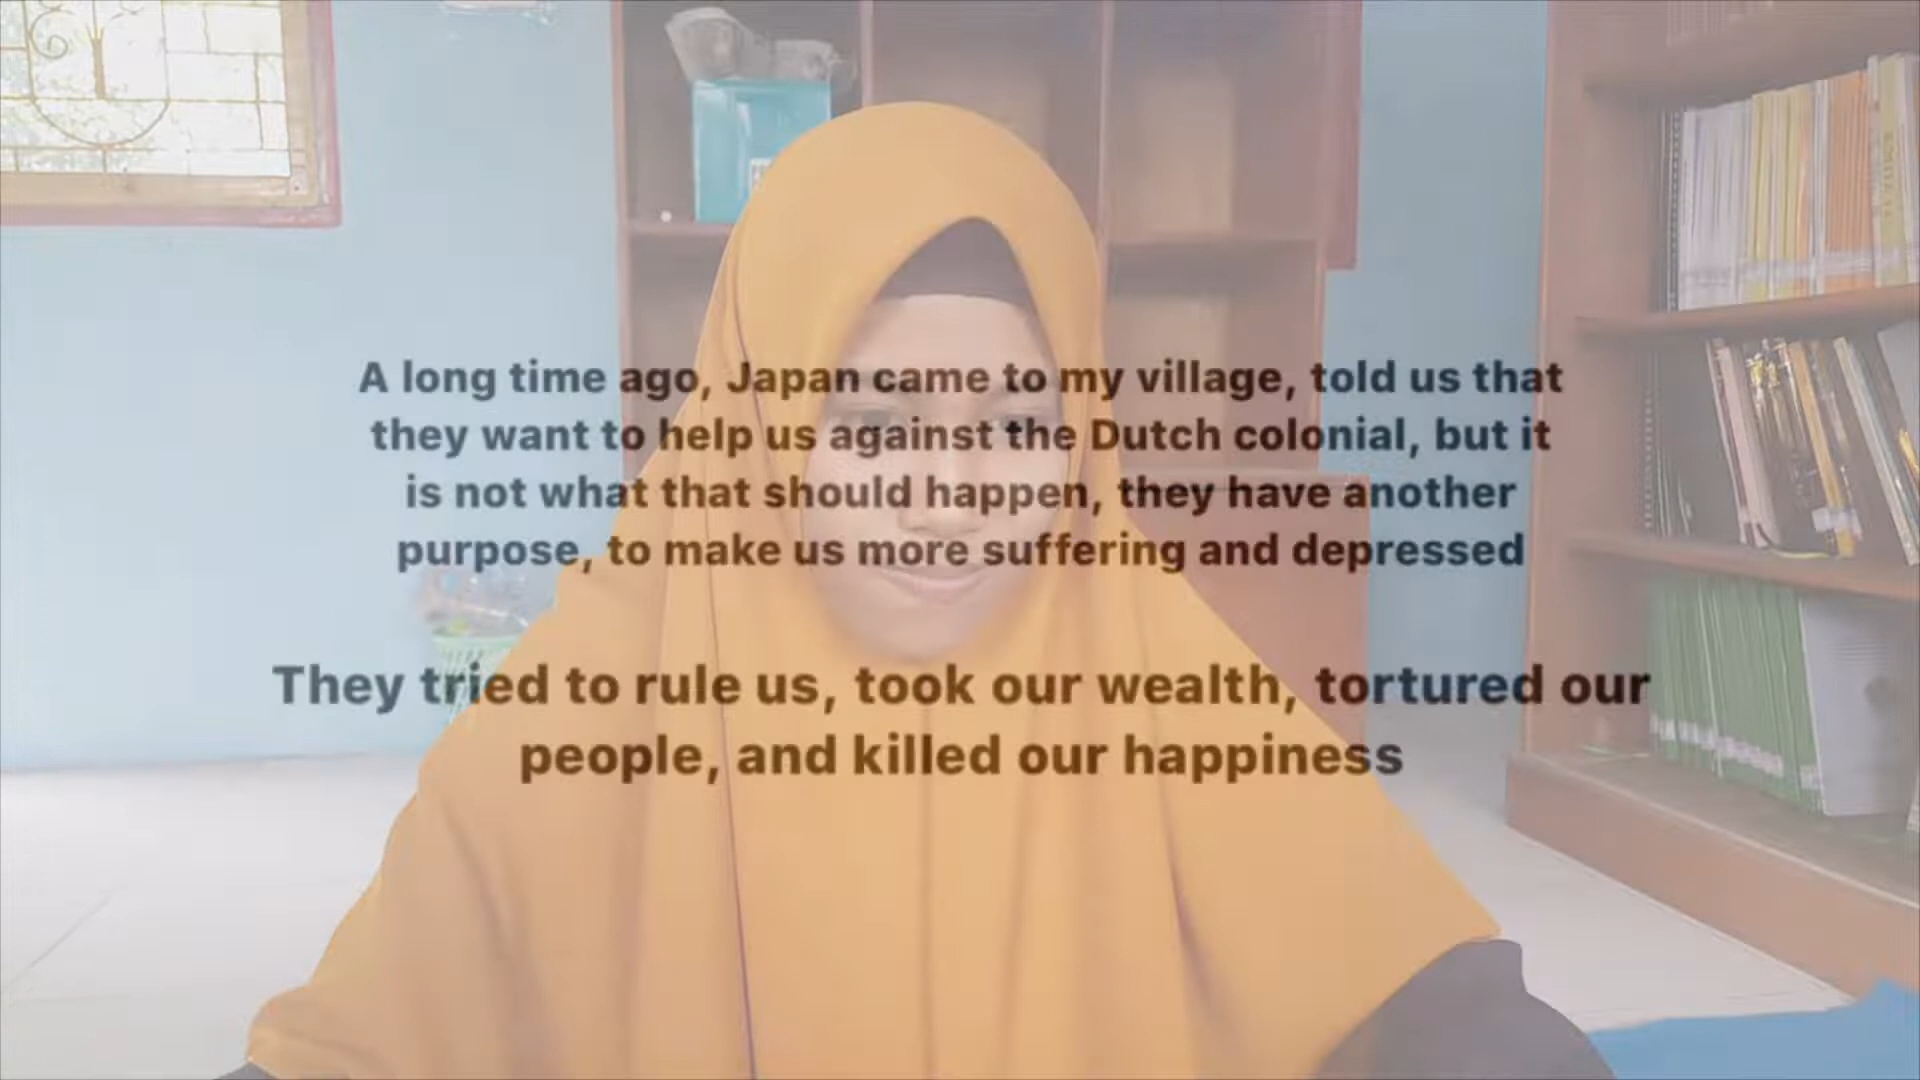 A long time ago, Japan came to my village, told us that
they want to help us against the Dutch colonial, but it
is not what that should happen, they have another
purpose, to make us more suffering and depressed
They tried to rule us, took our wealth, tortured our
people, and killed our happiness